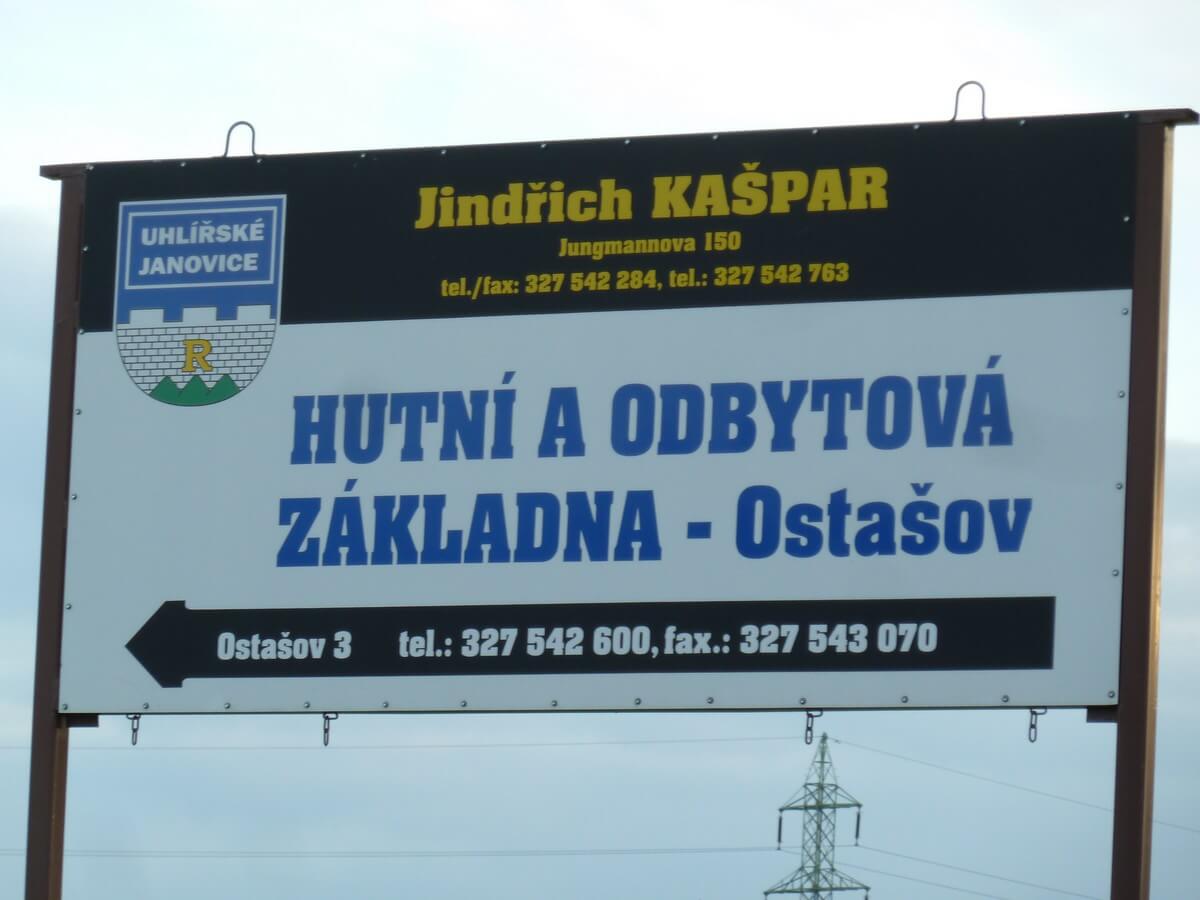 Jindřich KAŠPAR
Jungmannova 150
tel./fax: 327 542 284, tel.: 327 542 763
UHLÍŘSKÉ
JANOVICE
R
HUTNÍ A ODBYTOVÁ
ZÁKLADNA - Ostašov
Ostašov 3 tel.: 327 542 600, fax.: 327 543 070